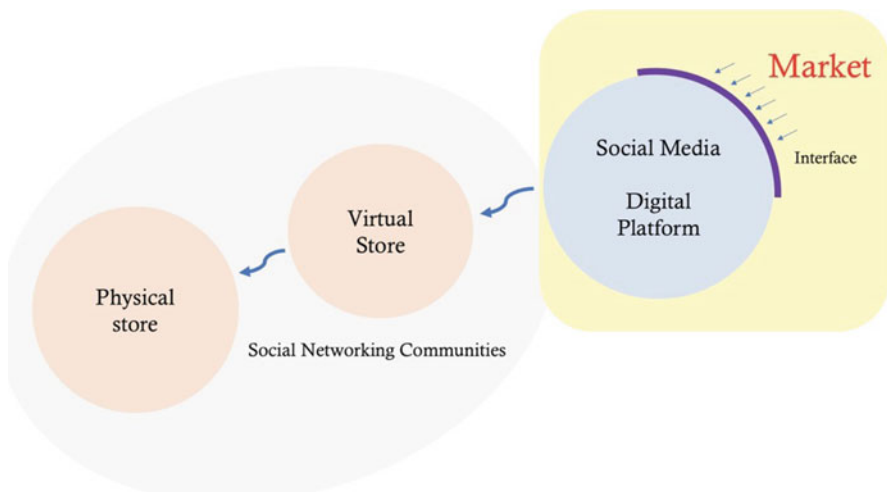 Market
Social Media
Interface
Digital
Platform
Virtual
Store
Physical
store
Social Networking Communities